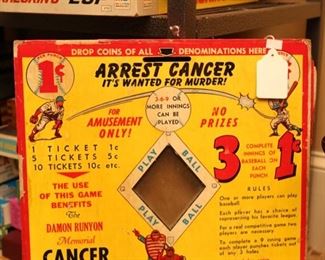 DROP COINS OF ALL DENOMINATIONS HERE
ARREST CANCER
IT'S WANTED FOR MURDER!
1¢
3-6-9 OR
MORE INNINGS
CAN BE
PLAYED
FOR
AMUSEMENT
ONLY!
NO
PRIZES
1 TICKET 1c
5 TICKETS 5c
10 TICKETS 10c etc.
3 COMPLETE
INNINGS OF
BASEBALL ON
EACH
PUNCH 1¢
PLAY BALL
PLAY BALL
THE USE
OF THIS GAME
BENEFITS
The
DAMON RUNYON
Memorial
CANCER
RULES
One or more players can play
baseball.
Each player has a choice of
representing his favorite league.
For a real competitive game two
players are necessary.
To complete a 9 inning game
each player punches tickets out
of any 3 holes